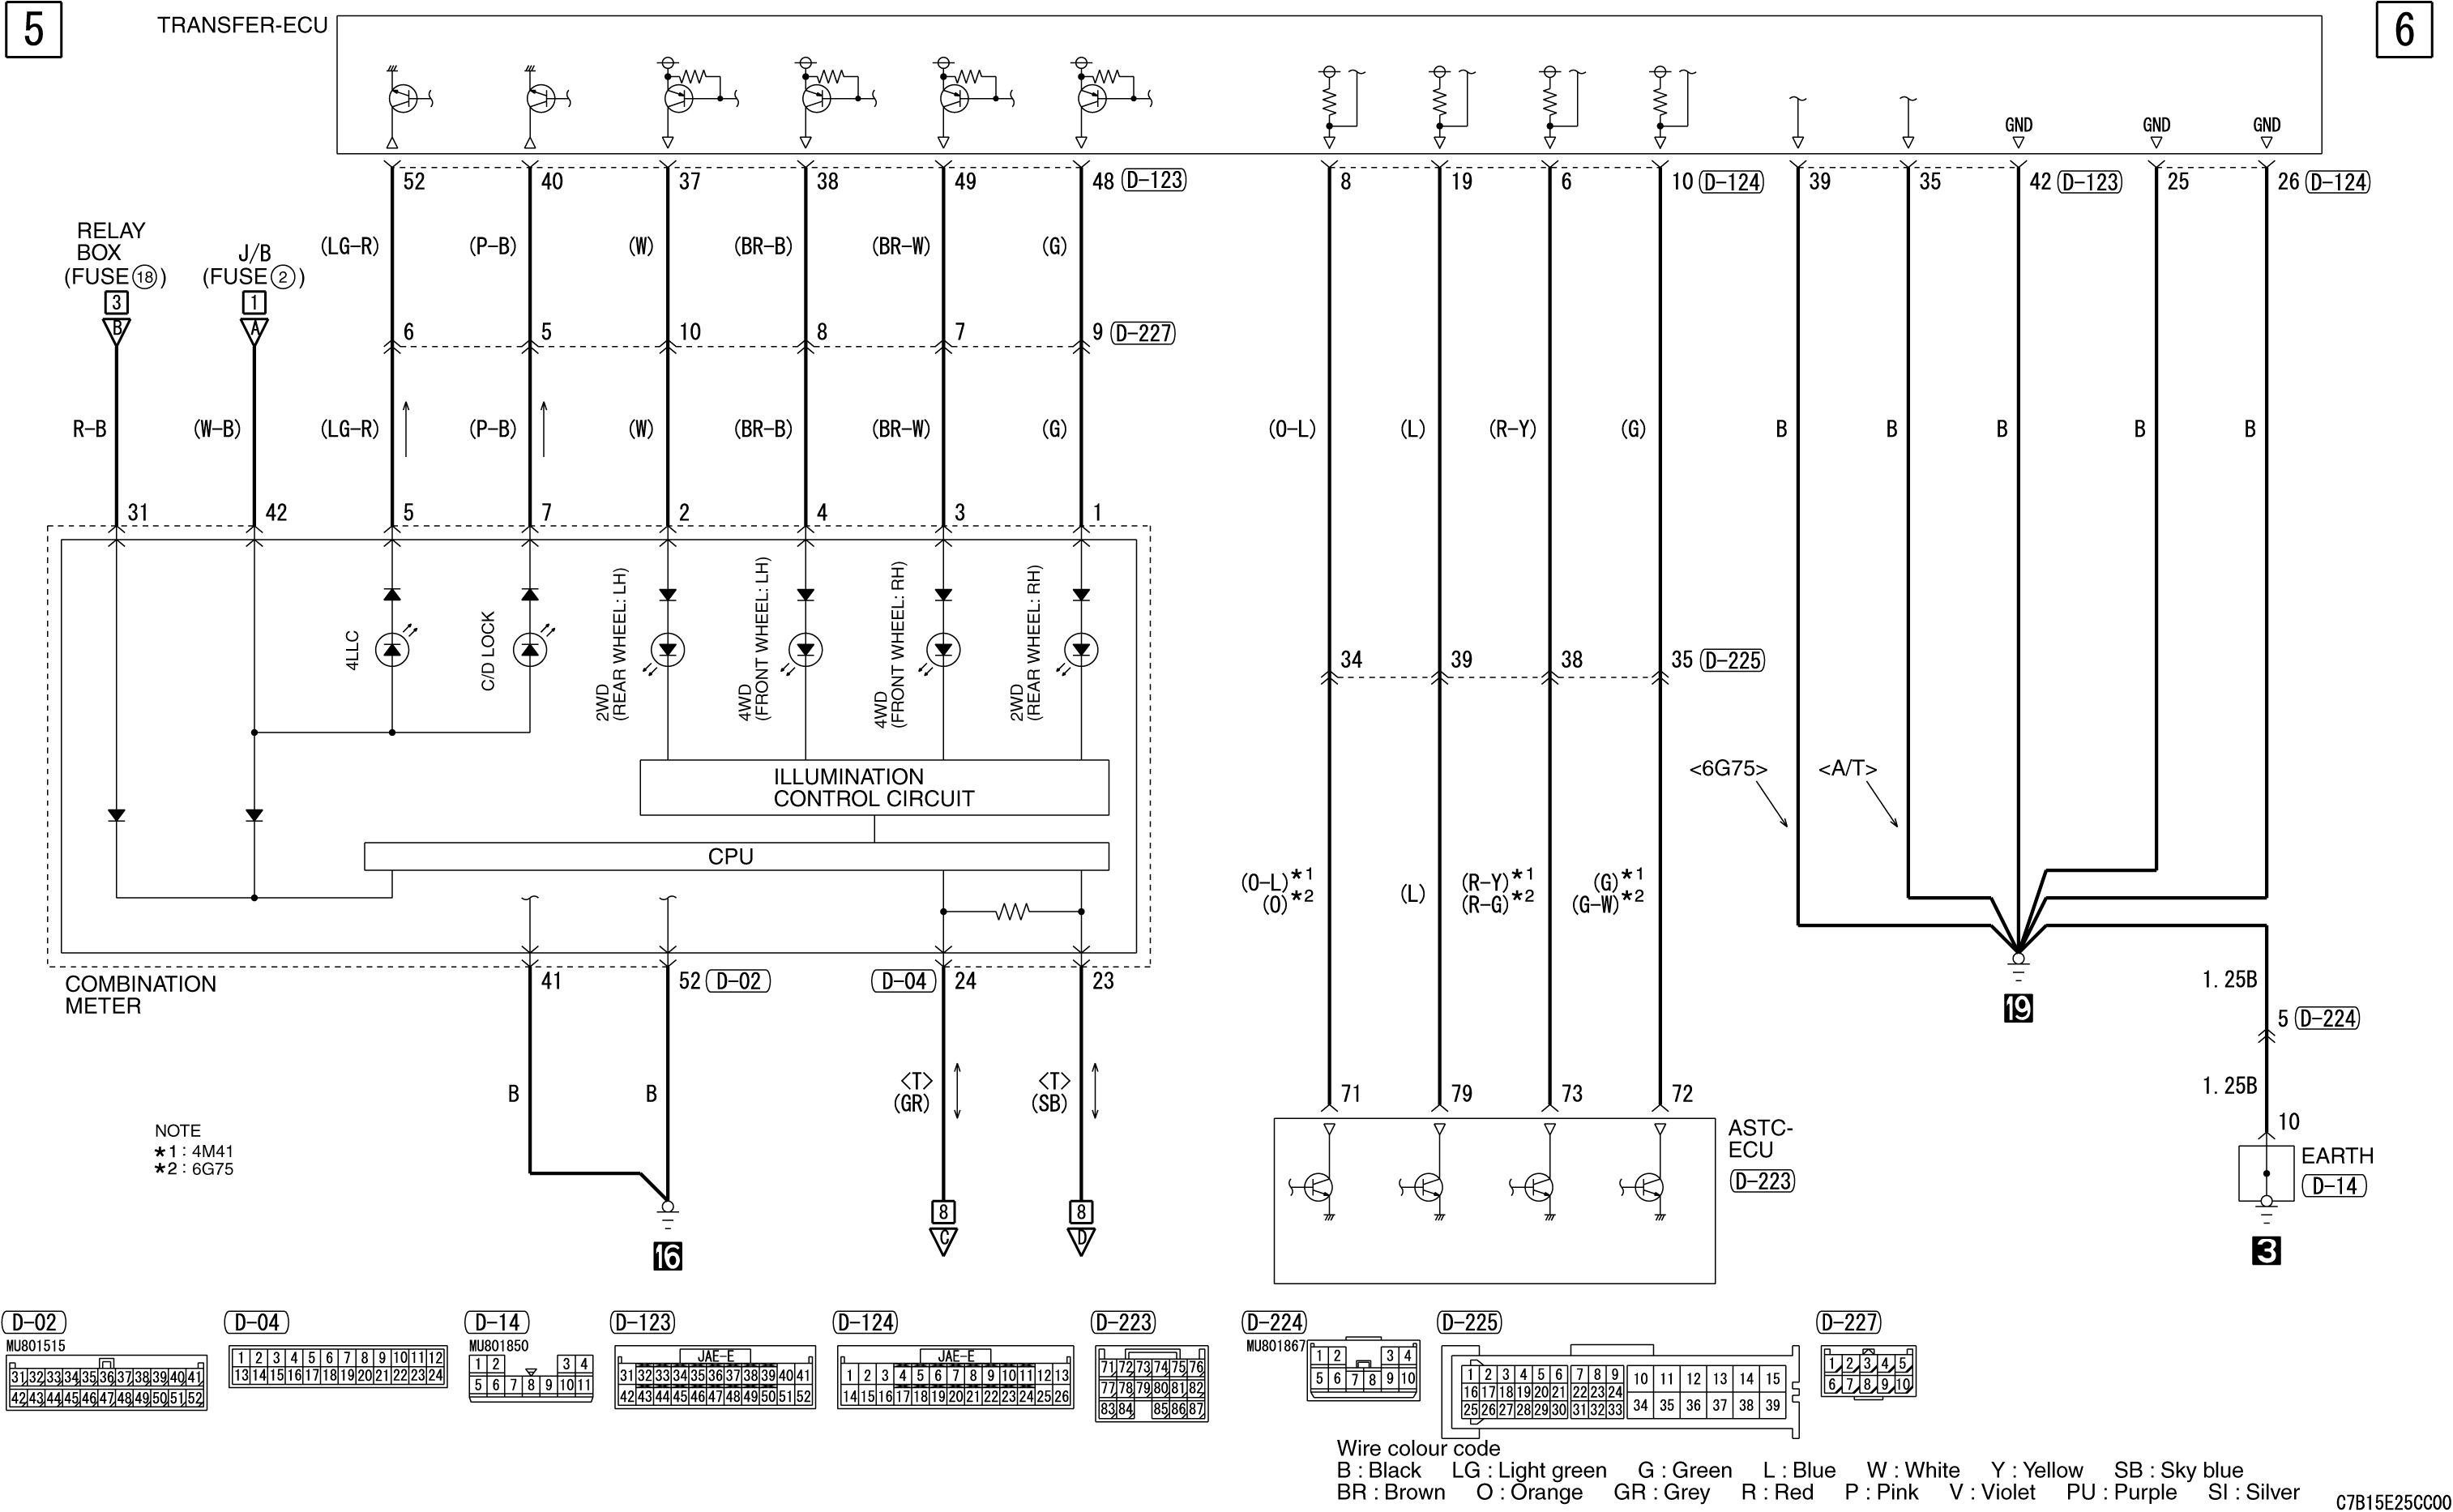 5
6
TRANSFER-ECU
GND GND GND
52 40 37 38 49 48 D-123 8 19 6 10 D-124 39 35 42 D-123 25 26 D-124
RELAY
BOX
(FUSE 18)
3
B
J/B
(FUSE 2)
1
A
(LG-R) (P-B) (W) (BR-B) (BR-W) (G)
6 5 10 8 7 9 D-227
R-B (W-B) (LG-R) (P-B) (W) (BR-B) (BR-W) (G) (O-L) (L) (R-Y) (G) B B B B B
31 42 5 7 2 4 3 1
4LLC
C/D LOCK
2WD
(REAR WHEEL: LH)
4WD
(FRONT WHEEL: LH)
4WD
(FRONT WHEEL: RH)
2WD
(REAR WHEEL: RH)
34 39 38 35 D-225
ILLUMINATION
CONTROL CIRCUIT
CPU
<6G75> <A/T>
(O-L)*1
(O)*2
(L)
(R-Y)*1
(R-G)*2
(G)*1
(G-W)*2
COMBINATION
METER
41 52 D-02 D-04 24 23
19
1.25B
5 D-224
1.25B
10
EARTH
D-14
3
B B
<T>
(GR)
<T>
(SB)
71 79 73 72
ASTC-
ECU
D-223
NOTE
*1 : 4M41
*2 : 6G75
16
8
C
8
D
D-02
MU801515
31 32 33 34 35 36 37 38 39 40 41
42 43 44 45 46 47 48 49 50 51 52
D-04
1 2 3 4 5 6 7 8 9 10 11 12
13 14 15 16 17 18 19 20 21 22 23 24
D-14
MU801850
1 2 3 4
5 6 7 8 9 10 11
D-123
JAE-E
31 32 33 34 35 36 37 38 39 40 41
42 43 44 45 46 47 48 49 50 51 52
D-124
JAE-E
1 2 3 4 5 6 7 8 9 10 11 12 13
14 15 16 17 18 19 20 21 22 23 24 25 26
D-223
71 72 73 74 75 76
77 78 79 80 81 82
83 84 85 86 87
D-224
MU801867
1 2 3 4
5 6 7 8 9 10
D-225
1 2 3 4 5 6 7 8 9 10 11 12 13 14 15
16 17 18 19 20 21 22 23 24
25 26 27 28 29 30 31 32 33 34 35 36 37 38 39
D-227
1 2 3 4 5
6 7 8 9 10
Wire colour code
B : Black LG : Light green G : Green L : Blue W : White Y : Yellow SB : Sky blue
BR : Brown O : Orange GR : Grey R : Red P : Pink V : Violet PU : Purple SI : Silver
C7B15E25CC00